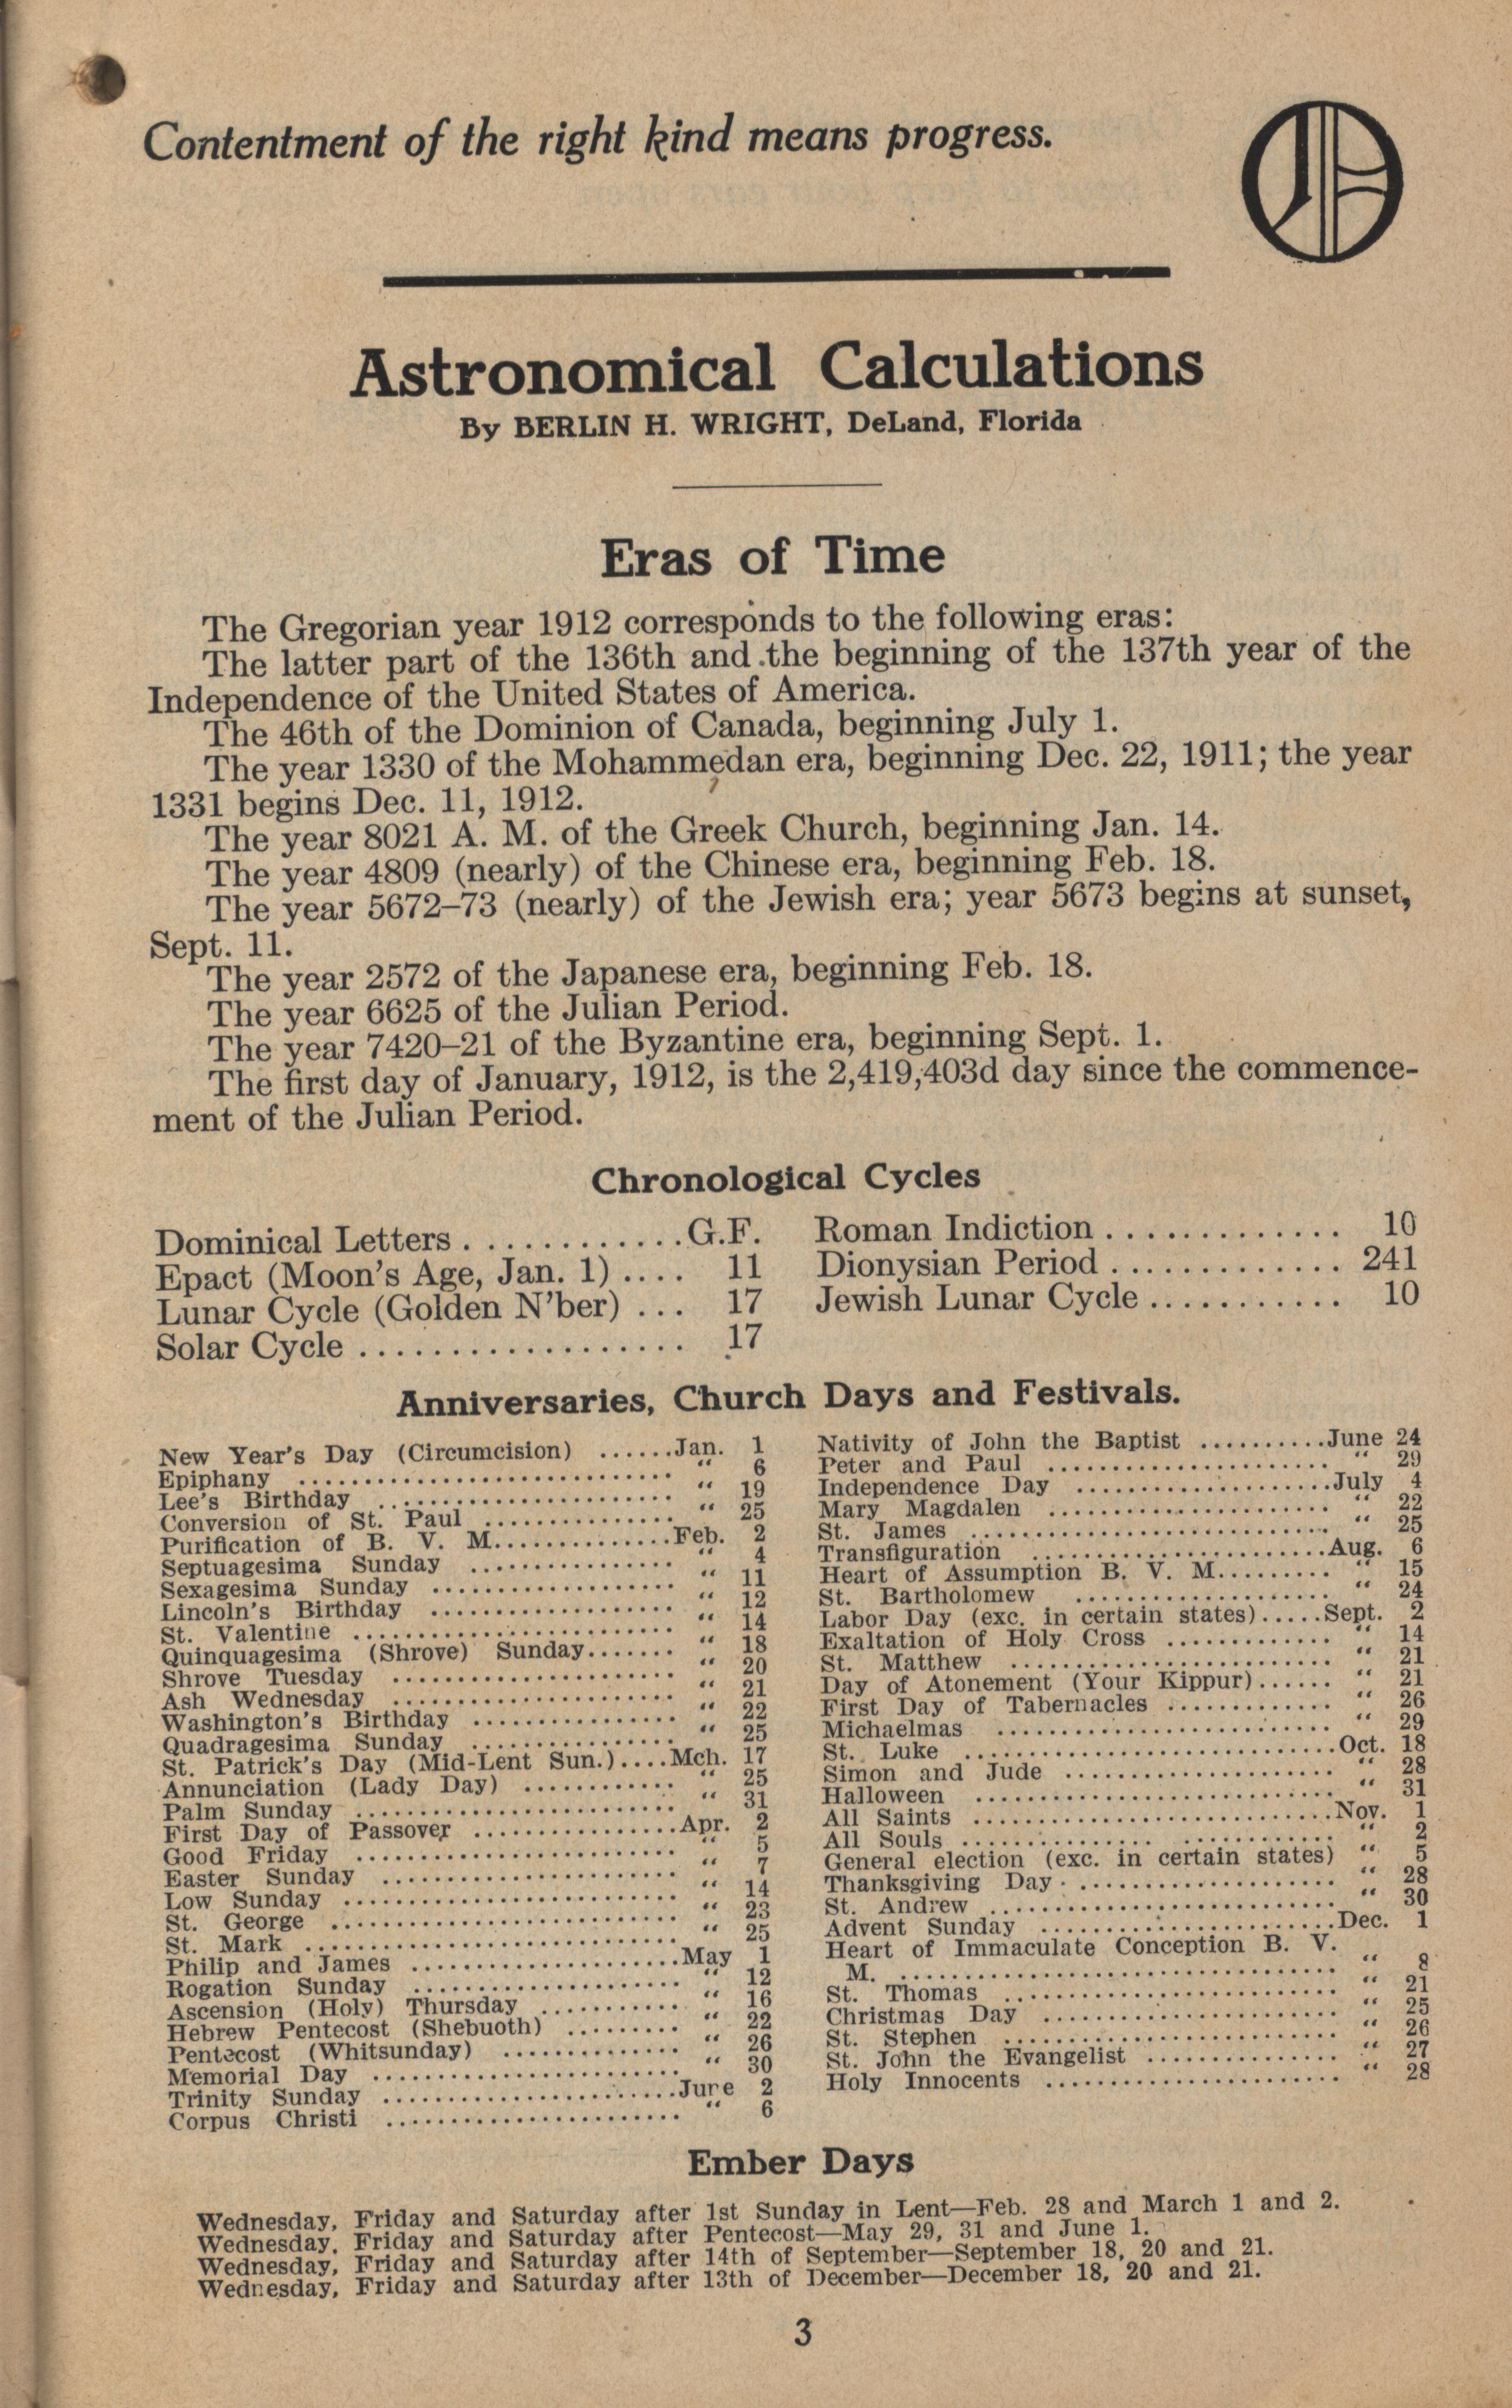 Contentment of the right kind means progress.
Astronomical Calculations
By BERLIN H. WRIGHT, DeLand, Florida
Eras of Time
The Gregorian year 1912 corresponds to the following eras:
The latter part of the 136th and the beginning of the 137th year of the
Independence of the United States of America.
The 46th of the Dominion of Canada, beginning July 1.
The year 1330 of the Mohammedan era, beginning Dec. 22, 1911; the year
1331 begins Dec. 11, 1912.
The year 8021 A. M. of the Greek Church, beginning Jan. 14.
The year 4809 (nearly) of the Chinese era, beginning Feb. 18.
The year 5672–73 (nearly) of the Jewish era; year 5673 begins at sunset,
Sept. 11.
The year 2572 of the Japanese era, beginning Feb. 18.
The year 6625 of the Julian Period.
The year 7420–21 of the Byzantine era, beginning Sept. 1.
The first day of January, 1912, is the 2,419,403d day since the commence-
ment of the Julian Period.
Chronological Cycles
Dominical Letters ............ G.F.
Epact (Moon's Age, Jan. 1) .... 11
Lunar Cycle (Golden N'ber) ... 17
Solar Cycle .................. 17
Roman Indiction ............. 10
Dionysian Period ............. 241
Jewish Lunar Cycle ........... 10
Anniversaries, Church Days and Festivals.
New Year's Day (Circumcision) ......Jan. 1
Epiphany ............................ " 6
Lee's Birthday ....................... " 19
Conversion of St. Paul ............... " 25
Purification of B. V. M..............Feb. 2
Septuagesima Sunday ................ " 4
Sexagesima Sunday ................... " 11
Lincoln's Birthday ................... " 12
St. Valentine ........................ " 14
Quinquagesima (Shrove) Sunday....... " 18
Shrove Tuesday ...................... " 20
Ash Wednesday ...................... " 21
Washington's Birthday ................ " 22
Quadragesima Sunday ................ " 25
St. Patrick's Day (Mid-Lent Sun.)....Mch. 17
Annunciation (Lady Day) ............ " 25
Palm Sunday ........................ " 31
First Day of Passover ................Apr. 2
Good Friday ........................ " 5
Easter Sunday ...................... " 7
Low Sunday ......................... " 14
St. George .......................... " 23
St. Mark ............................ " 25
Philip and James .....................May 1
Rogation Sunday .................... " 12
Ascension (Holy) Thursday ........... " 16
Hebrew Pentecost (Shebuoth) ......... " 22
Pentecost (Whitsunday) .............. " 26
Memorial Day ....................... " 30
Trinity Sunday .......................June 2
Corpus Christi ...................... " 6
Nativity of John the Baptist ..........June 24
Peter and Paul ...................... " 29
Independence Day ....................July 4
Mary Magdalen ...................... " 22
St. James ........................... " 25
Transfiguration .......................Aug. 6
Heart of Assumption B. V. M......... " 15
St. Bartholomew .................... " 24
Labor Day (exc. in certain states).....Sept. 2
Exaltation of Holy Cross ............. " 14
St. Matthew ......................... " 21
Day of Atonement (Your Kippur)...... " 21
First Day of Tabernacles ............. " 26
Michaelmas .......................... " 29
St. Luke .............................Oct. 18
Simon and Jude ..................... " 28
Halloween ........................... " 31
All Saints ............................Nov. 1
All Souls ........................... " 2
General election (exc. in certain states) " 5
Thanksgiving Day .................... " 28
St. Andrew .......................... " 30
Advent Sunday .......................Dec. 1
Heart of Immaculate Conception B. V.
M. .................................. " 8
St. Thomas ......................... " 21
Christmas Day ...................... " 25
St. Stephen ......................... " 26
St. John the Evangelist ............... " 27
Holy Innocents ....................... " 28
Ember Days
Wednesday, Friday and Saturday after 1st Sunday in Lent—Feb. 28 and March 1 and 2.
Wednesday, Friday and Saturday after Pentecost—May 29, 31 and June 1.
Wednesday, Friday and Saturday after 14th of September—September 18, 20 and 21.
Wednesday, Friday and Saturday after 13th of December—December 18, 20 and 21.
3